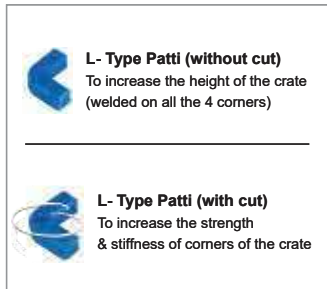 L- Type Patti (without cut)
To increase the height of the crate
(welded on all the 4 corners)
L- Type Patti (with cut)
To increase the strength
& stiffness of corners of the crate